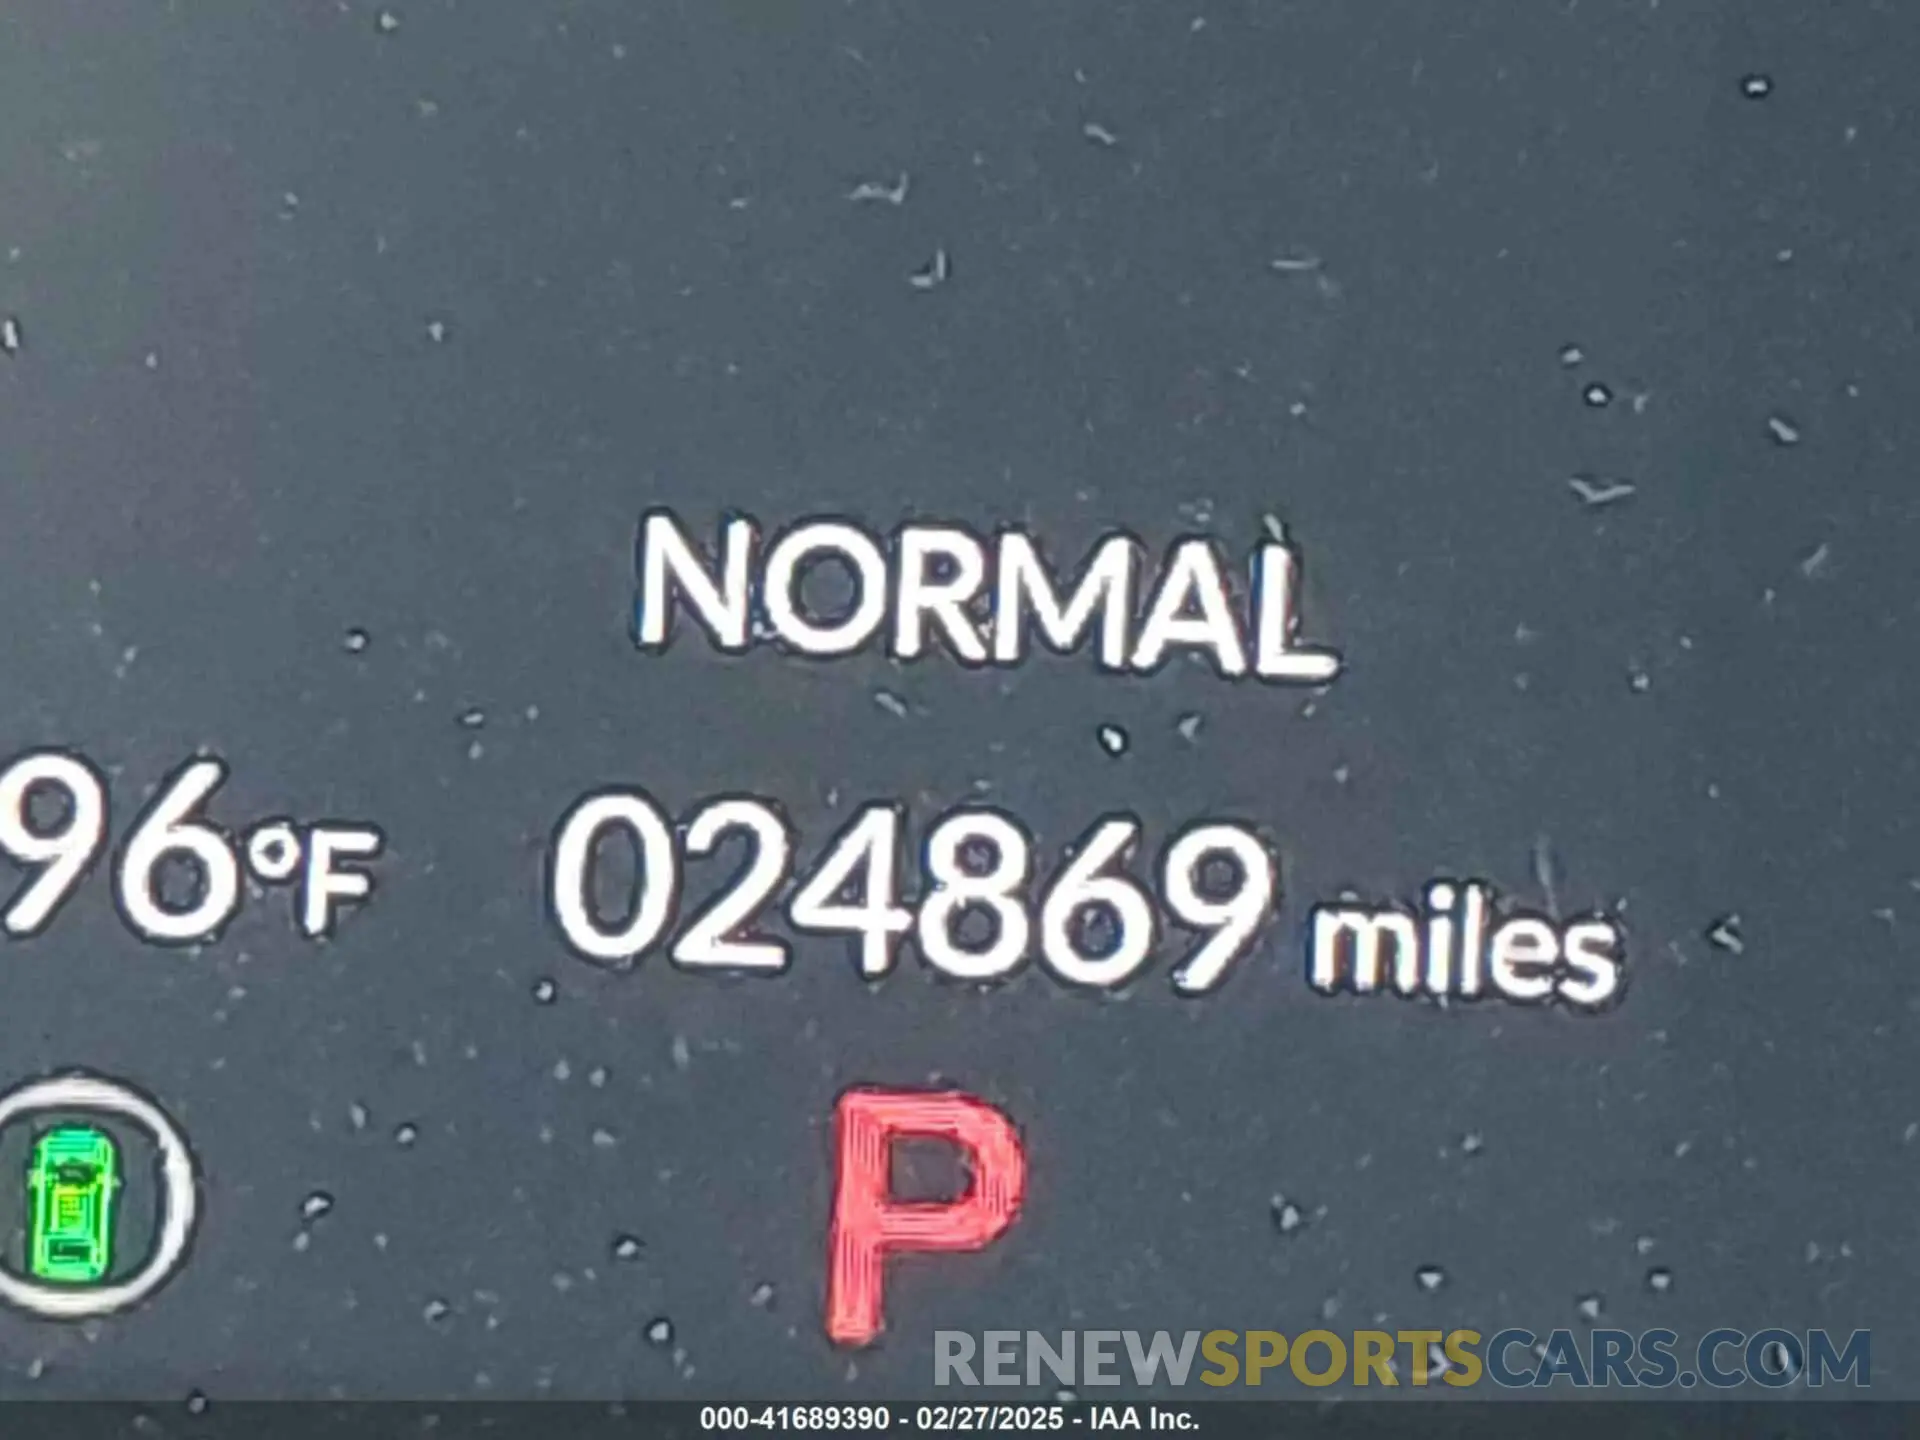 NORMAL
96°F
024869 miles
P
RENEWSPORTSCARS.COM
000-41689390 - 02/27/2025 - IAA Inc.